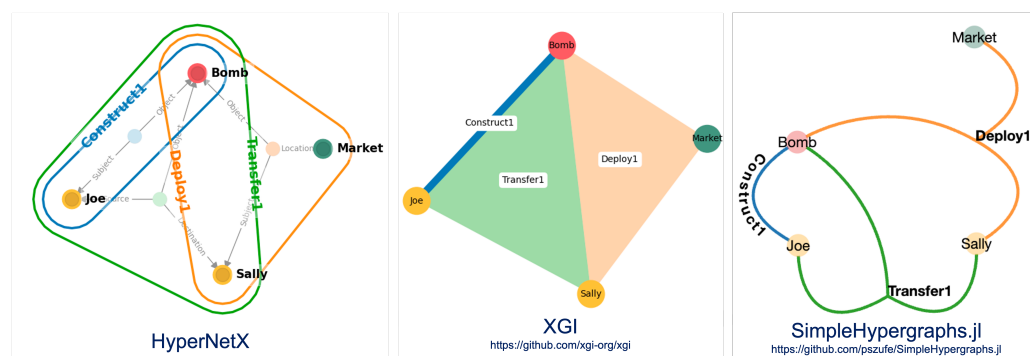 Bomb
Construct1
Object
Object
Object
Subject
Joe
Source
Deploy1
Transfer1
Location
Market
Subject
Destination
Sally
HyperNetX
Bomb
Construct1
Market
Deploy1
Transfer1
Joe
Sally
XGI
https://github.com/xgi-org/xgi
Market
Deploy1
Bomb
Construct1
Joe
Sally
Transfer1
SimpleHypergraphs.jl
https://github.com/pszufe/SimpleHypergraphs.jl